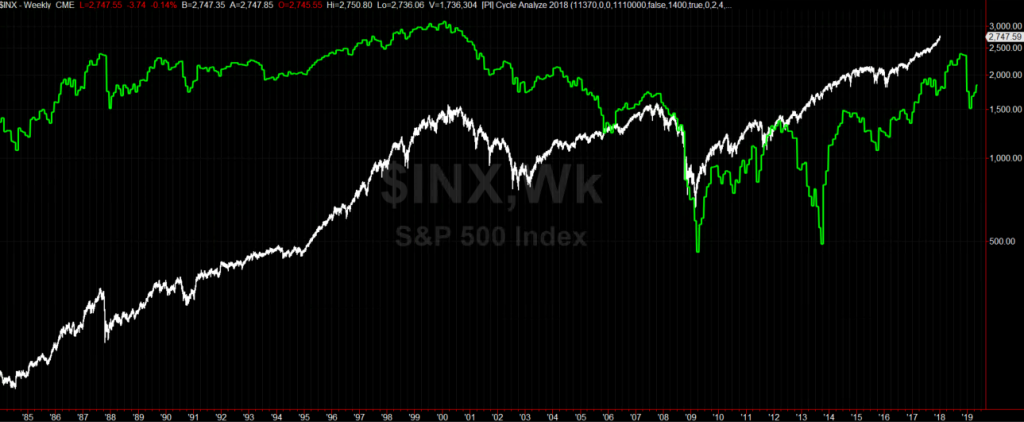 $INX - Weekly CME L=2,747.55 -3.74 -0.14% B=2,747.35 A=2,747.85 O=2,745.55 Hi=2,750.80 Lo=2,736.06 V=1,736,304 [PI] Cycle Analyze 2018 (11370,0,0,1110000,false,1400,true,0,2,4,...
3,000.00
2,747.59
2,500.00
2,000.00
1,500.00
1,000.00
500.00
$INX,Wk
S&P 500 Index
'85 '86 '87 '88 '89 '90 '91 '92 '93 '94 '95 '96 '97 '98 '99 '00 '01 '02 '03 '04 '05 '06 '07 '08 '09 '10 '11 '12 '13 '14 '15 '16 '17 '18 '19